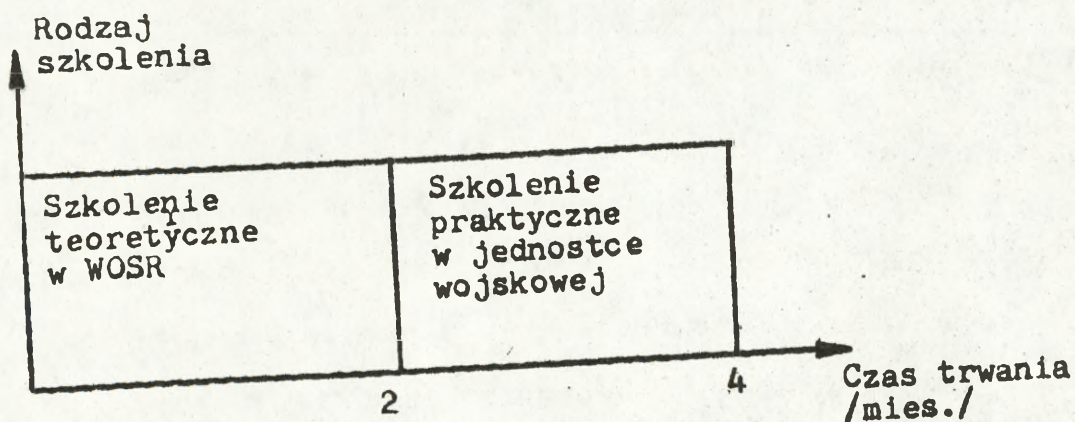 Rodzaj
szkolenia
Szkolenie
teoretyczne
w WOSR
Szkolenie
praktyczne
w jednostce
wojskowej
2
4
Czas trwania
/mies./